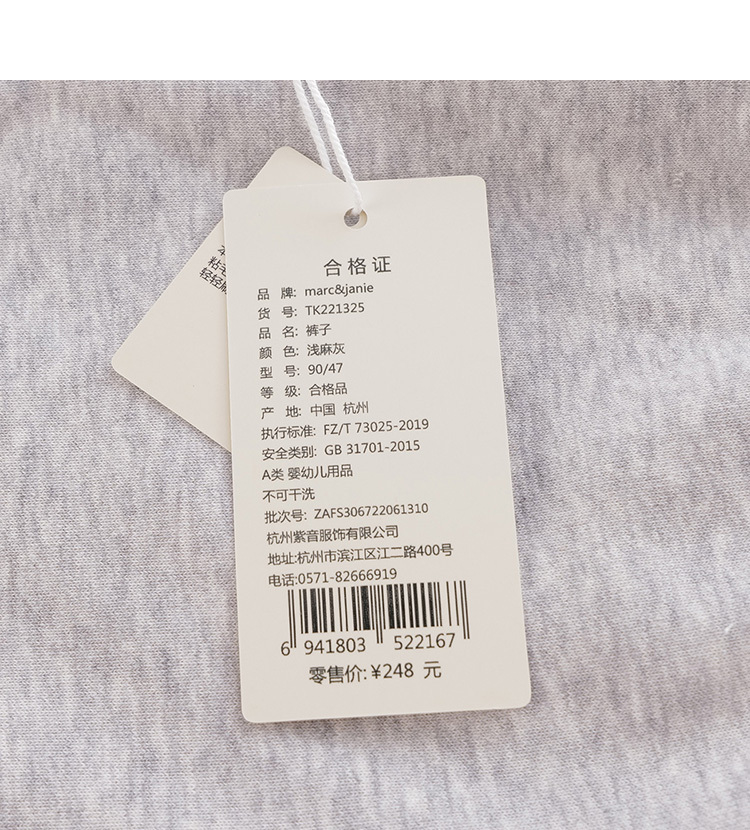 合格证
品 牌: marc&janie
货 号: TK221325
品 名: 裤子
颜 色: 浅麻灰
型 号: 90/47
等 级: 合格品
产 地: 中国 杭州
执行标准: FZ/T 73025-2019
安全类别: GB 31701-2015
A类 婴幼儿用品
不可干洗
批次号: ZAFS306722061310
杭州紫音服饰有限公司
地址:杭州市滨江区江二路400号
电话:0571-82666919
6 941803 522167
零售价:¥248 元
粘毛
轻轻